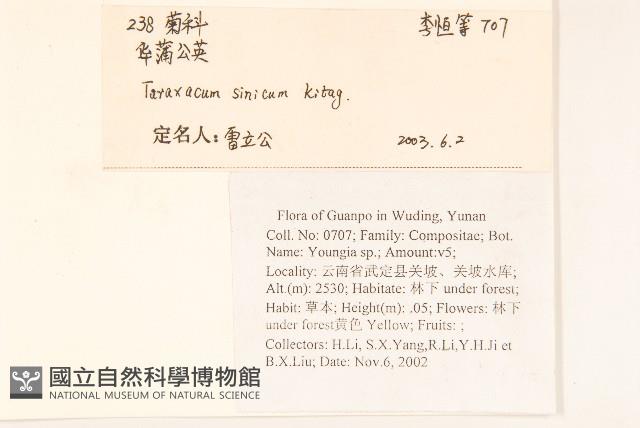 238 菊科
李恒等 707
华蒲公英
Taraxacum sinicum Kitag.
定名人：雷立公
2003.6.2
Flora of Guanpo in Wuding, Yunan
Coll. No: 0707; Family: Compositae; Bot.
Name: Youngia sp.; Amount:v5;
Locality: 云南省武定县关坡、关坡水库;
Alt.(m): 2530; Habitate: 林下 under forest;
Habit: 草本; Height(m): .05; Flowers: 林下
under forest黄色 Yellow; Fruits: ;
Collectors: H.Li, S.X.Yang,R.Li,Y.H.Ji et
B.X.Liu; Date: Nov.6, 2002
國立自然科學博物館
NATIONAL MUSEUM OF NATURAL SCIENCE